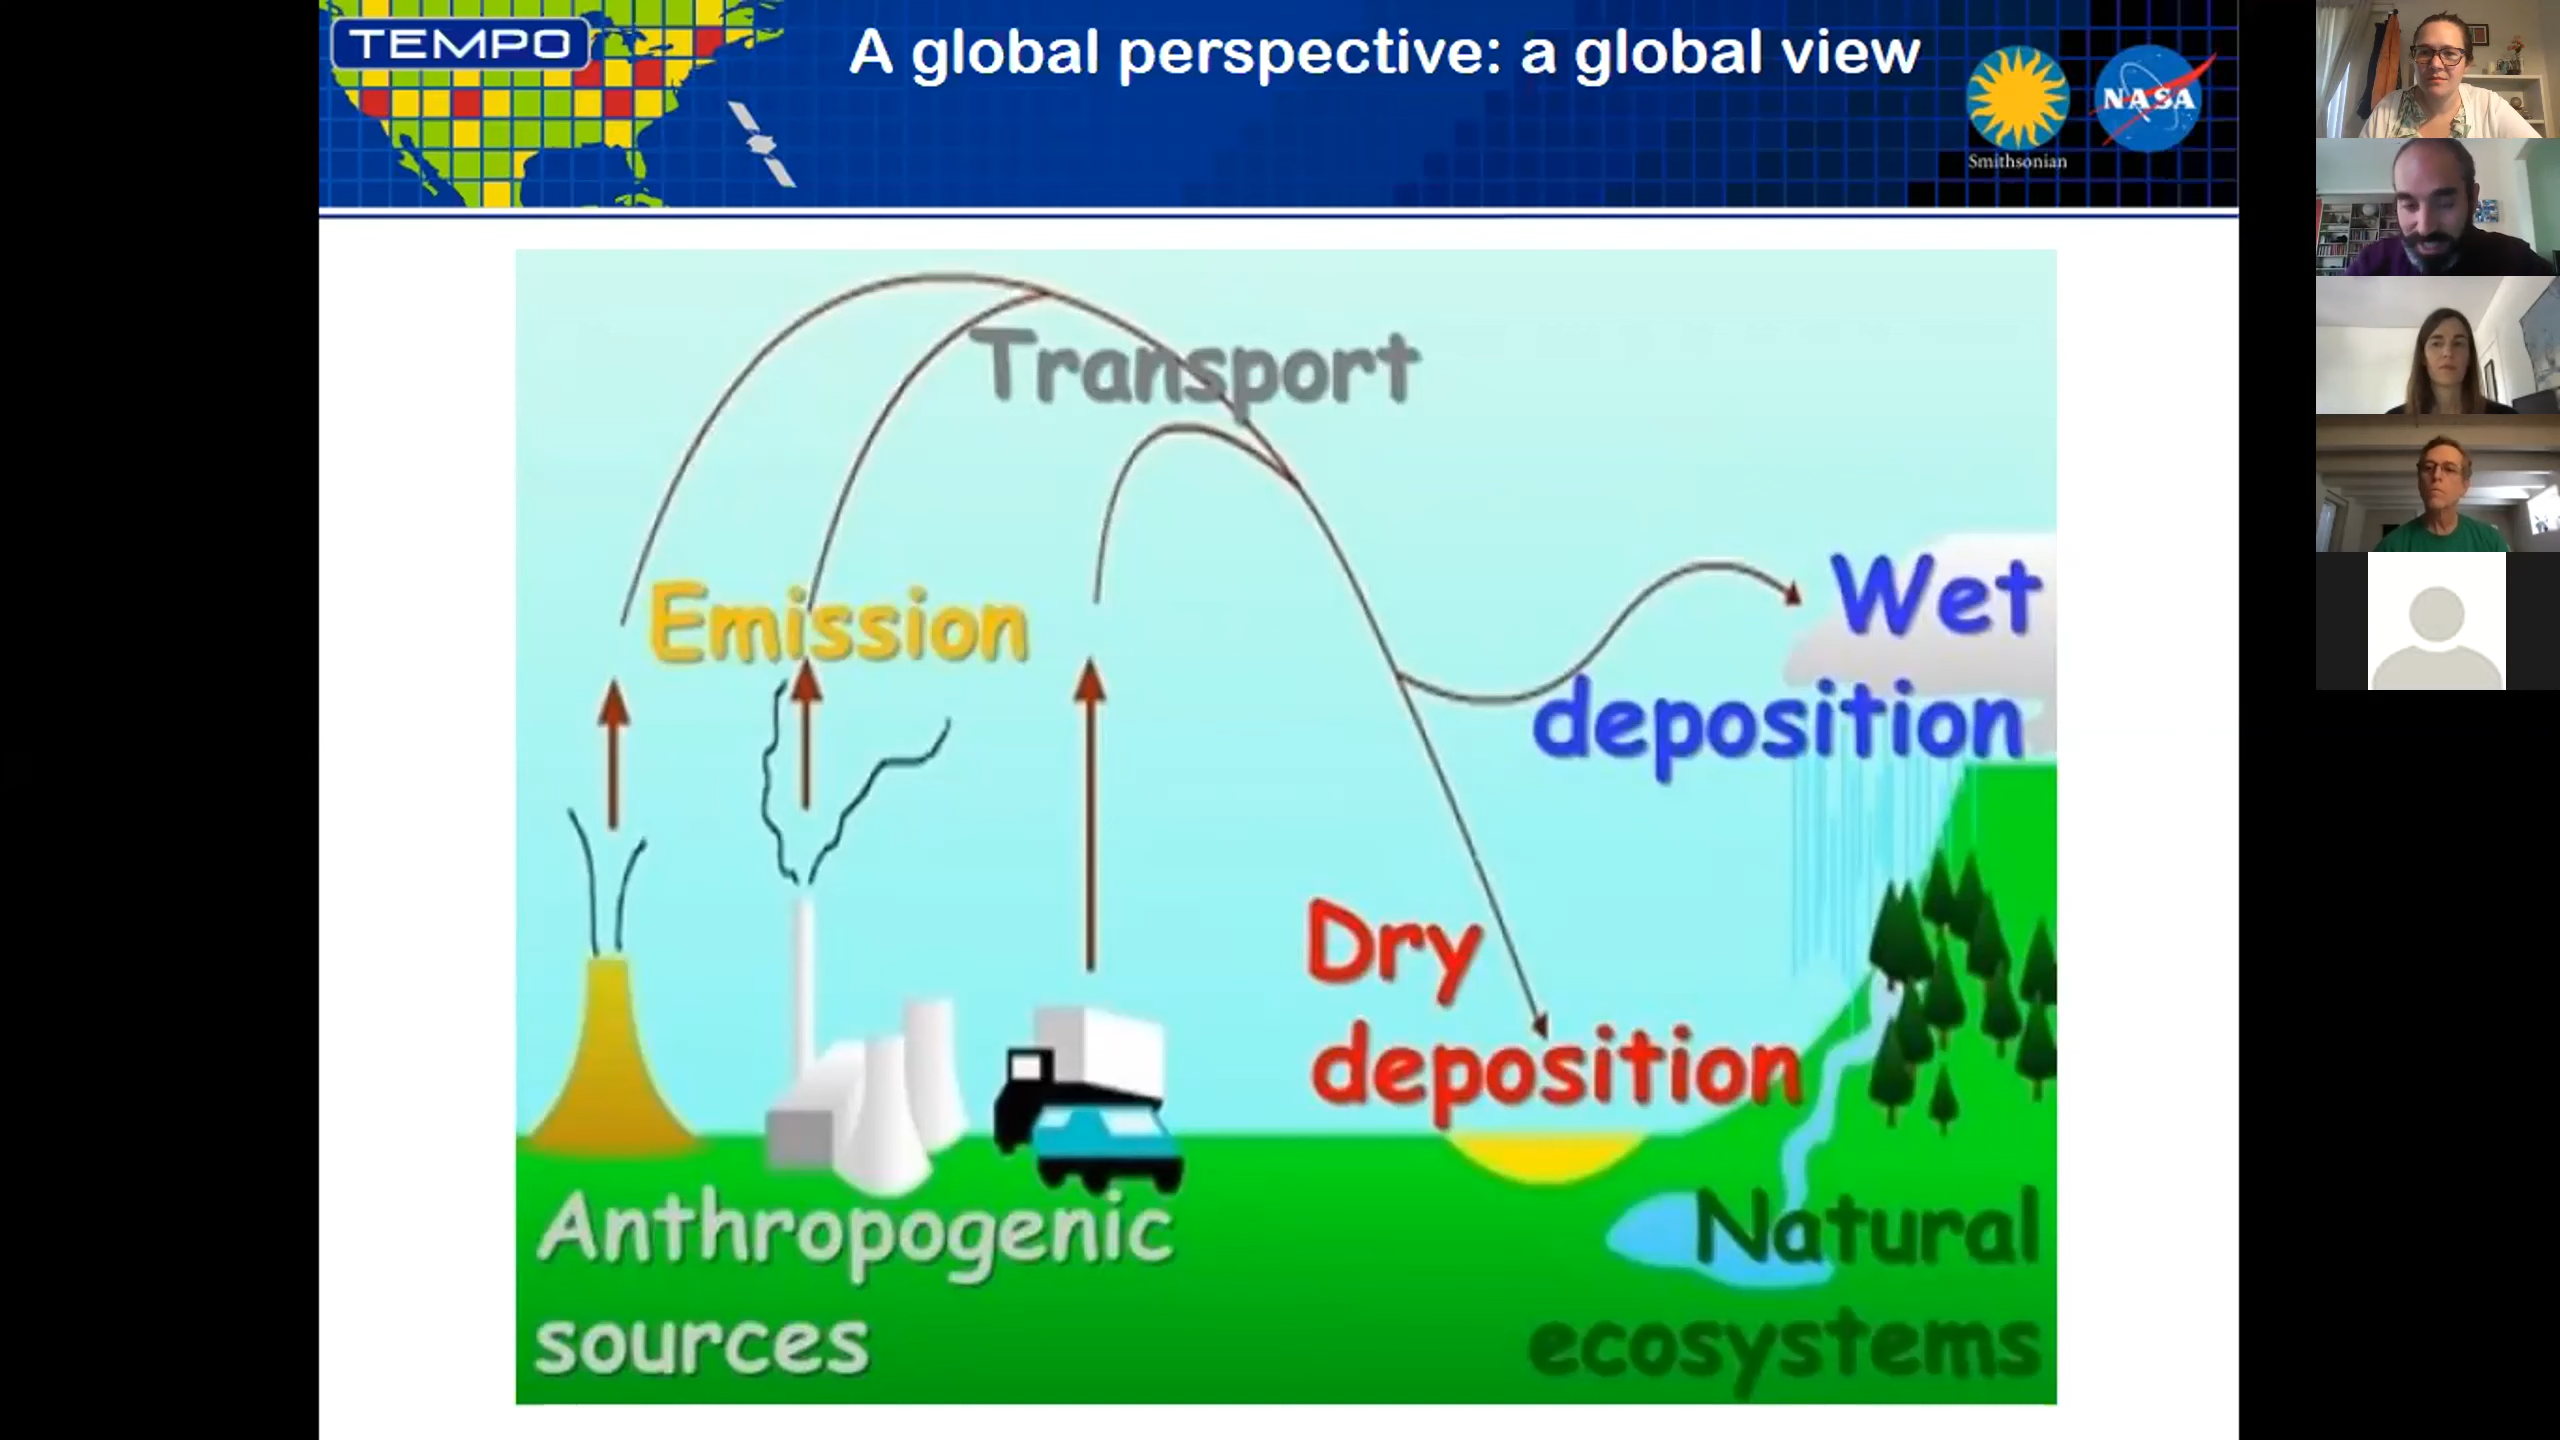 TEMPO
A global perspective: a global view
Smithsonian
NASA
Transport
Emission
Wet
deposition
Dry
deposition
Anthropogenic
sources
Natural
ecosystems